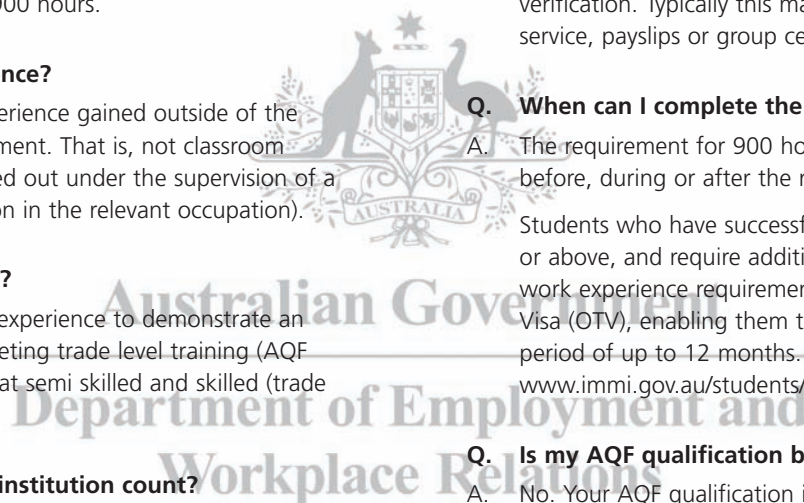 900 hours.
ence?
perience gained outside of the
ment. That is, not classroom
ed out under the supervision of a
on in the relevant occupation).
?
experience to demonstrate an
eting trade level training (AQF
at semi skilled and skilled (trade
institution count?
verification. Typically this ma
service, payslips or group ce
Q. When can I complete the
A. The requirement for 900 ho
before, during or after the r
Students who have successf
or above, and require additi
work experience requiremen
Visa (OTV), enabling them t
period of up to 12 months.
www.immi.gov.au/students/
Q. Is my AQF qualification b
A. No. Your AQF qualification i
AUSTRALIA
Australian Government
Department of Employment and
Workplace Relations